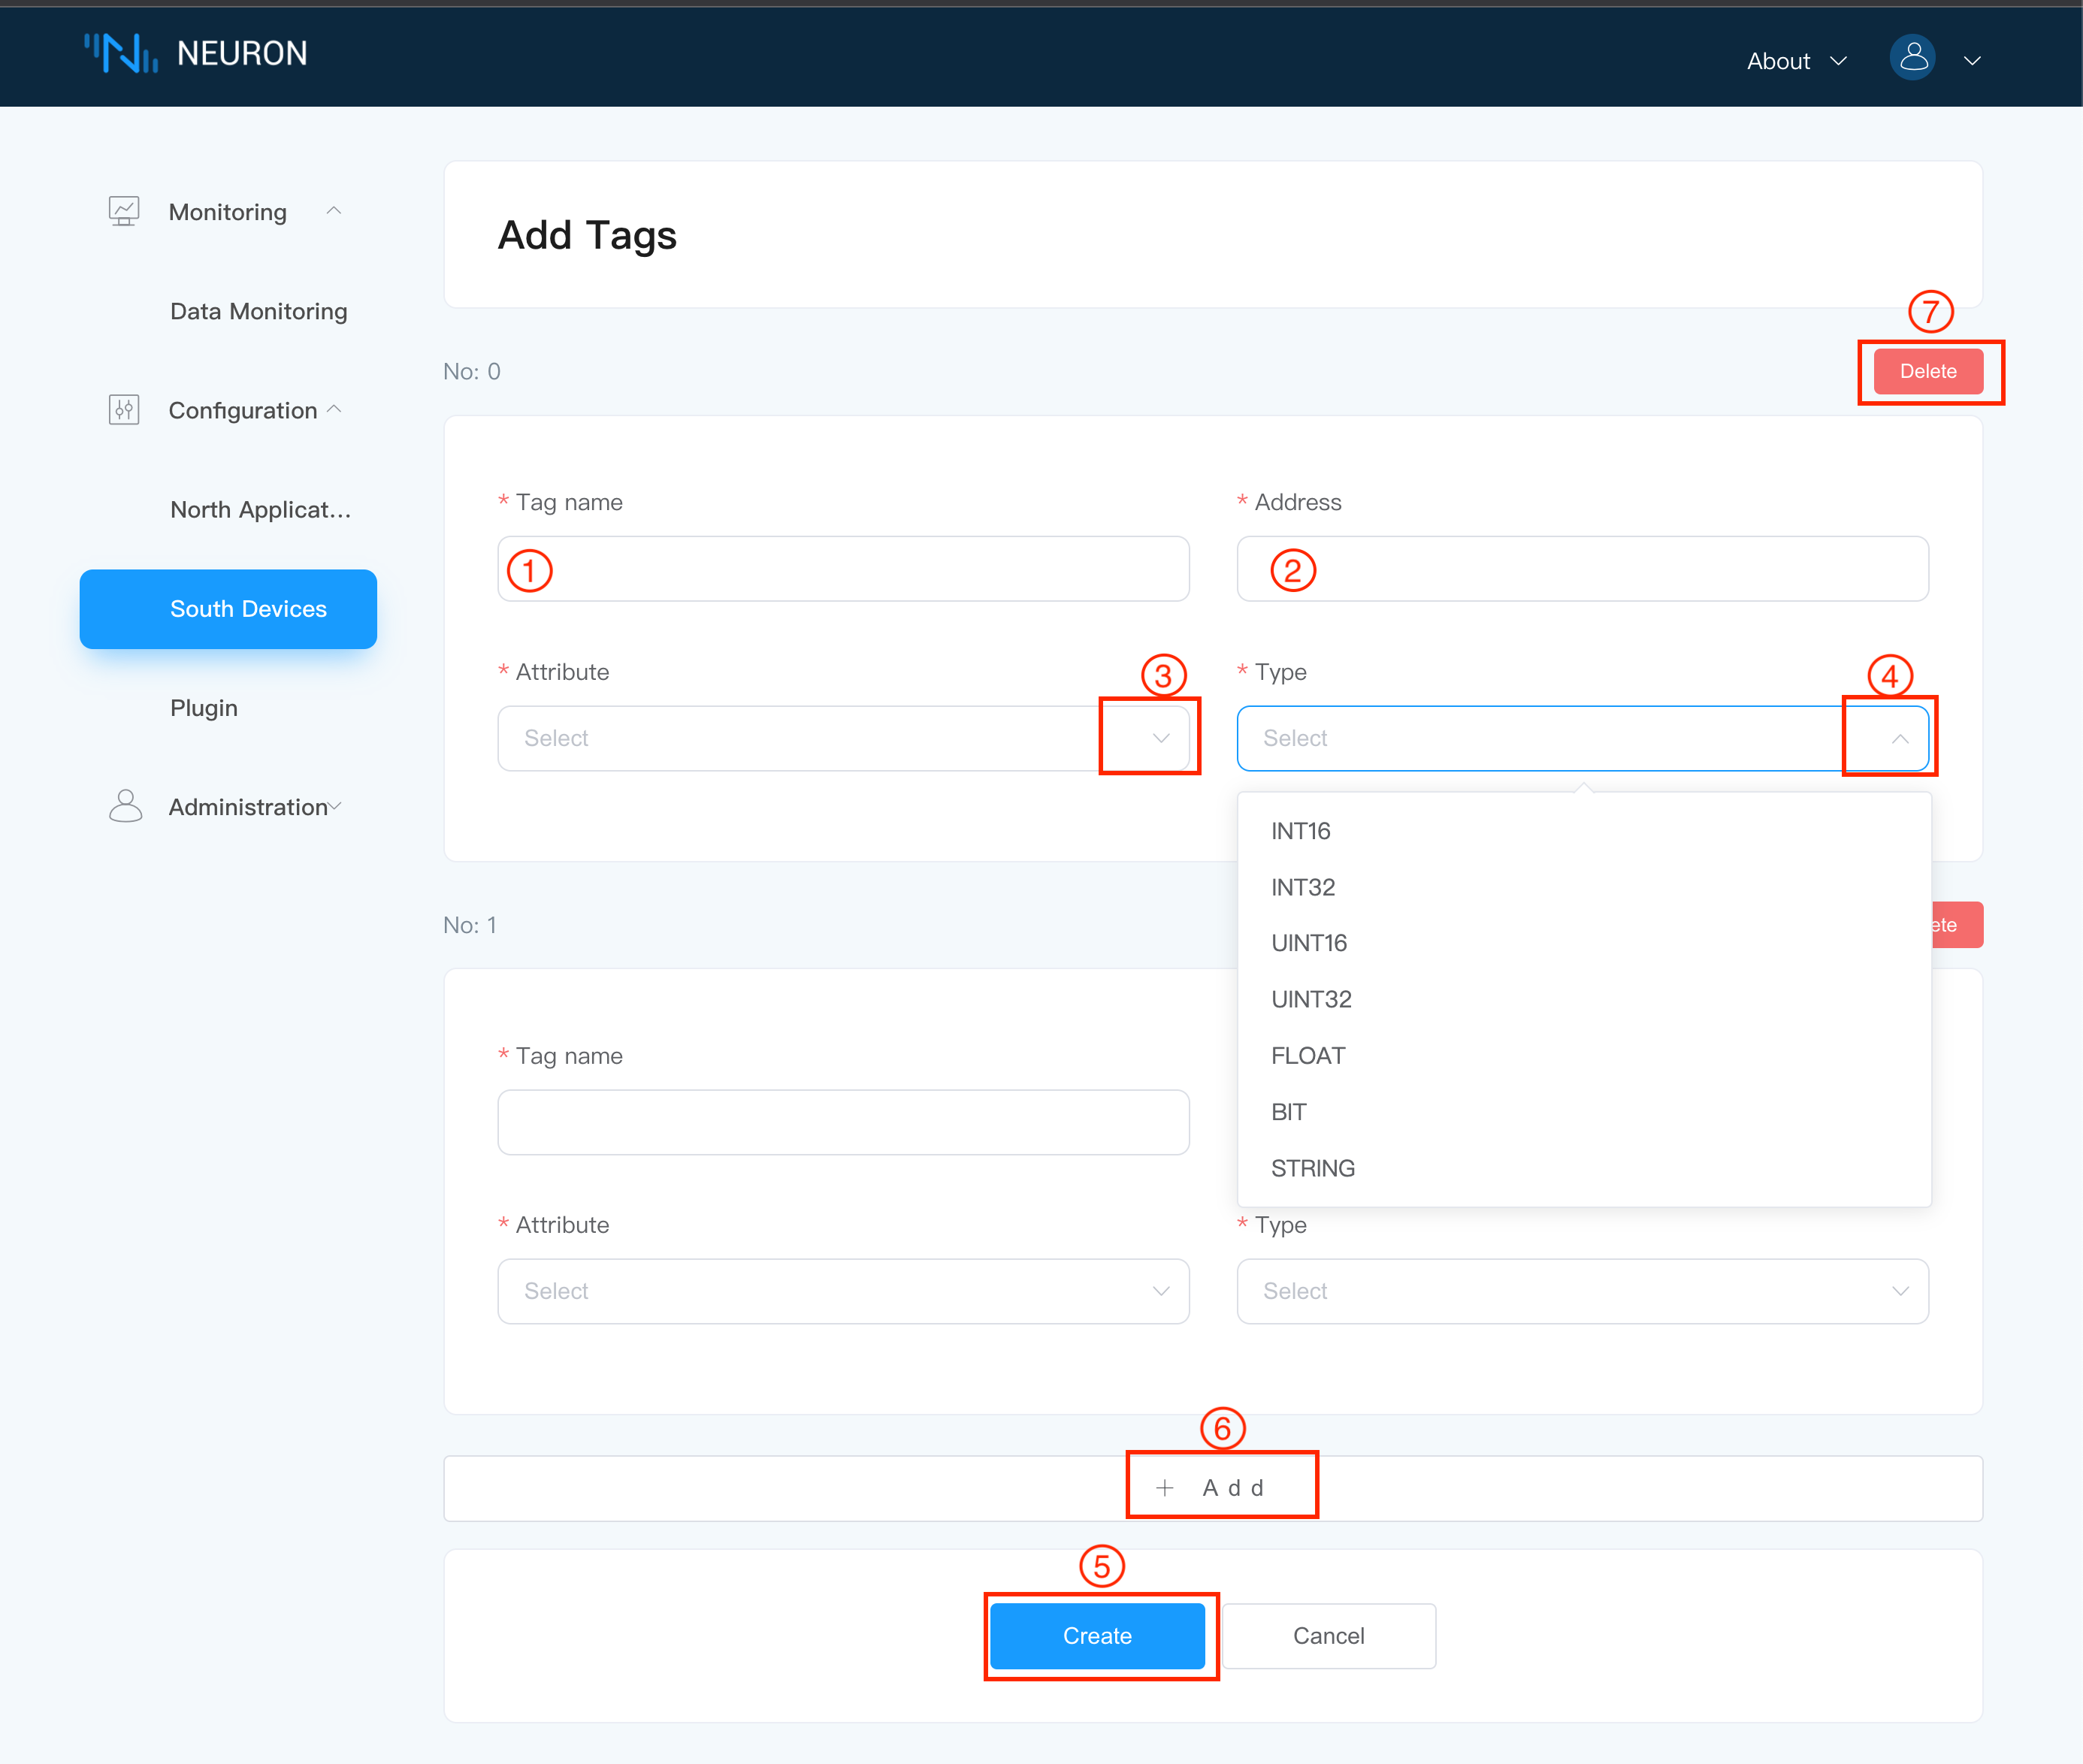 NEURON
About
Monitoring
Data Monitoring
Configuration
North Applicat...
South Devices
Plugin
Administration
Add Tags
⑦
No: 0
Delete
* Tag name
* Address
①
②
* Attribute
③
* Type
④
Select
Select
INT16
INT32
UINT16
UINT32
FLOAT
BIT
STRING
No: 1
ete
* Tag name
* Attribute
* Type
Select
Select
⑥
+ Add
⑤
Create
Cancel